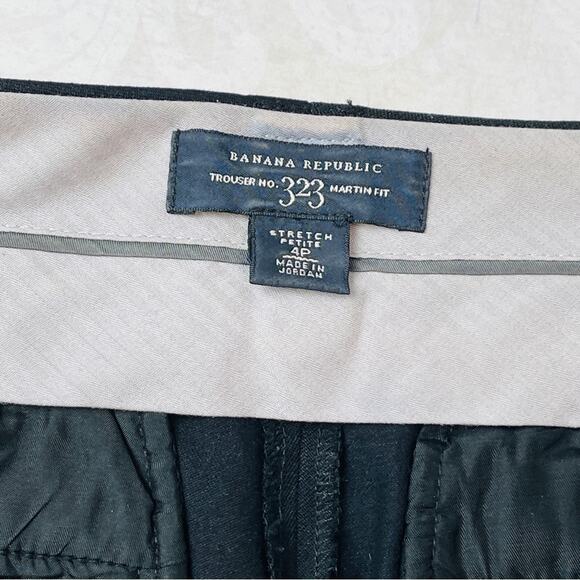 BANANA REPUBLIC
TROUSER NO. 323 MARTIN FIT
STRETCH
PETITE
4P
MADE IN
JORDAN